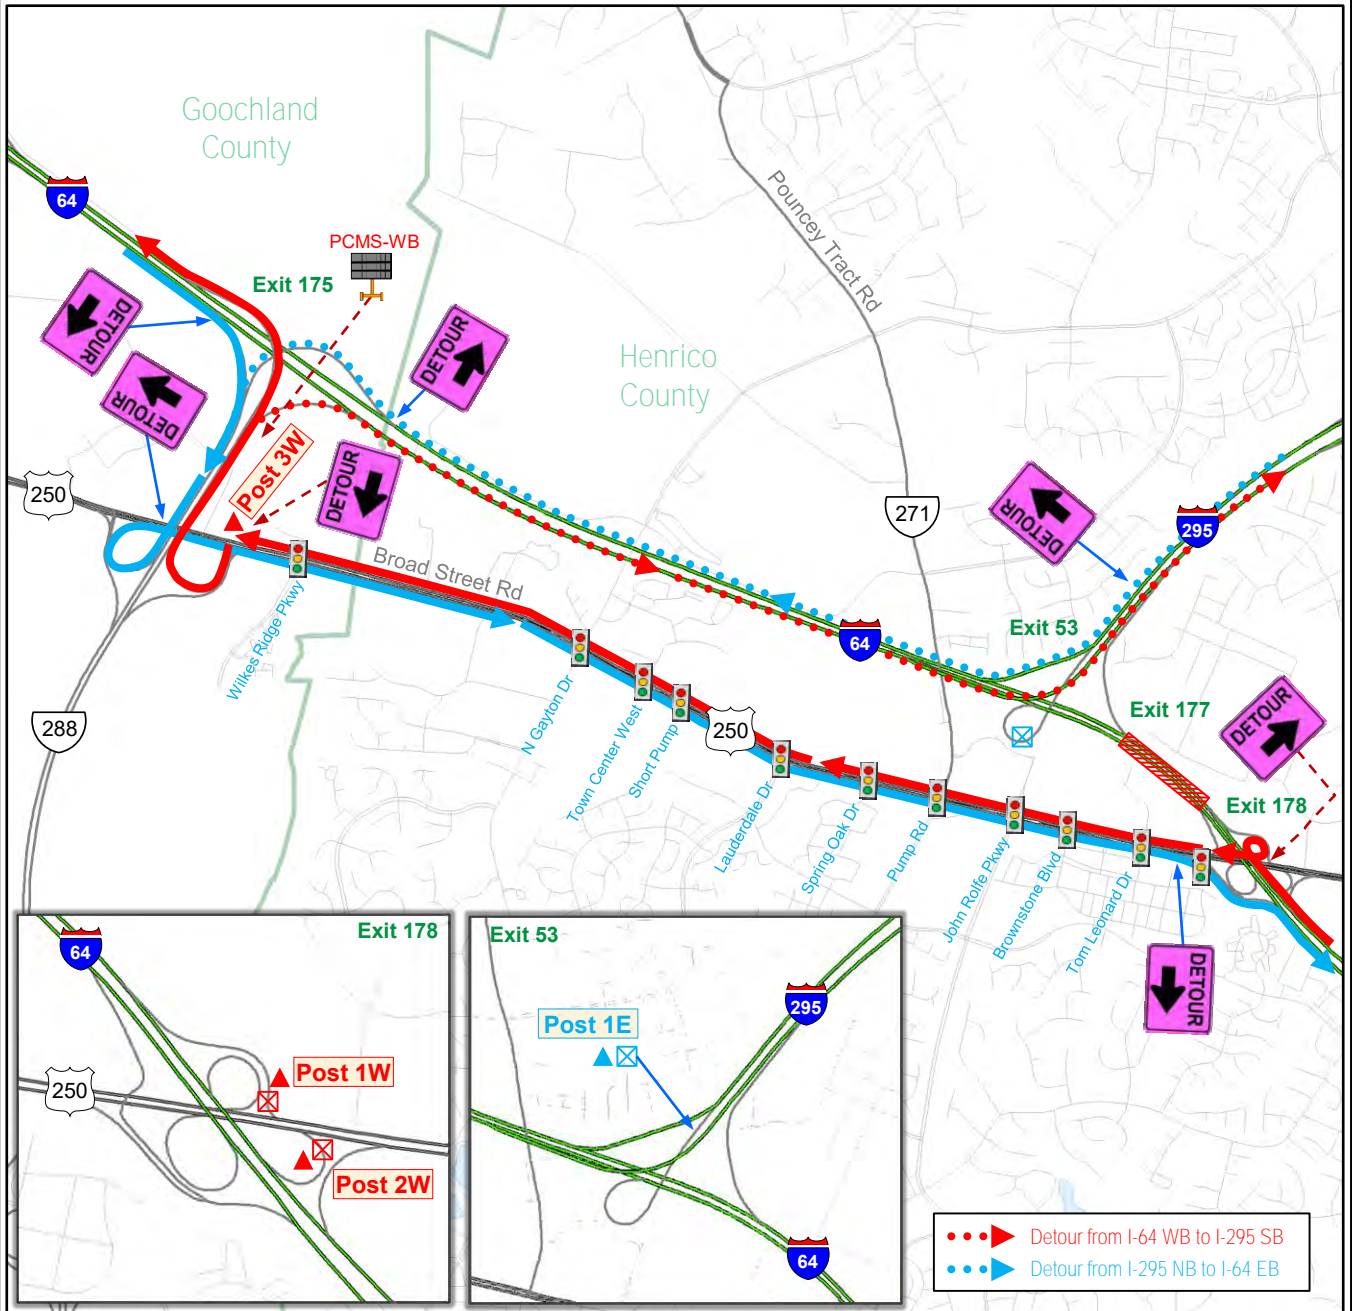 Goochland
County
64
PCMS-WB
Exit 175
Pouncey Tract Rd
DETOUR
DETOUR
DETOUR
Henrico
County
Post 3W
DETOUR
250
271
DETOUR
295
Broad Street Rd
Wilkes Ridge Pkwy
64
Exit 53
288
N Gayton Dr
Town Center West
Short Pump
250
Exit 177
DETOUR
Exit 178
Lauderdale Dr
Spring Oak Dr
Pump Rd
John Rolfe Pkwy
Brownstone Blvd
Tom Leonard Dr
DETOUR
Exit 178
64
250
Post 1W
Post 2W
Exit 53
295
Post 1E
64
Detour from I-64 WB to I-295 SB
Detour from I-295 NB to I-64 EB